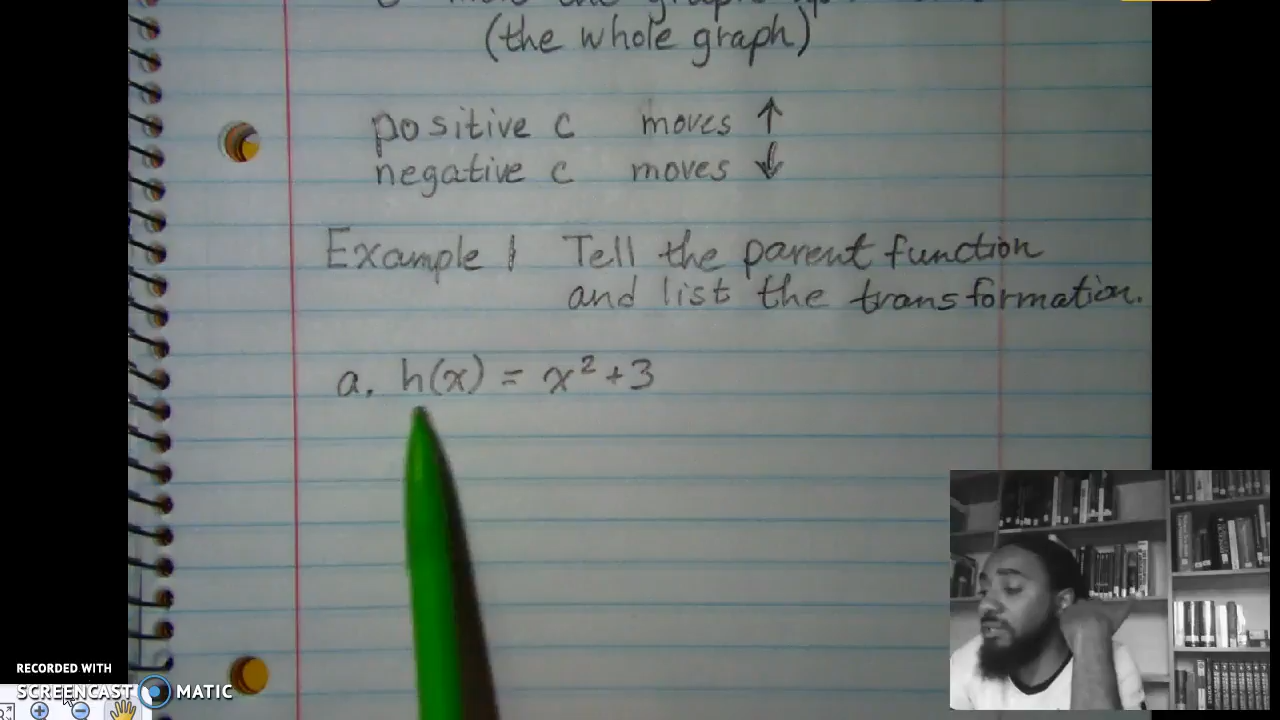 (the whole graph)
positive c moves ↑
negative c moves ↓
Example 1 Tell the parent function
and list the transformation.
a. h(x) = x² + 3
RECORDED WITH
SCREENCAST MATIC